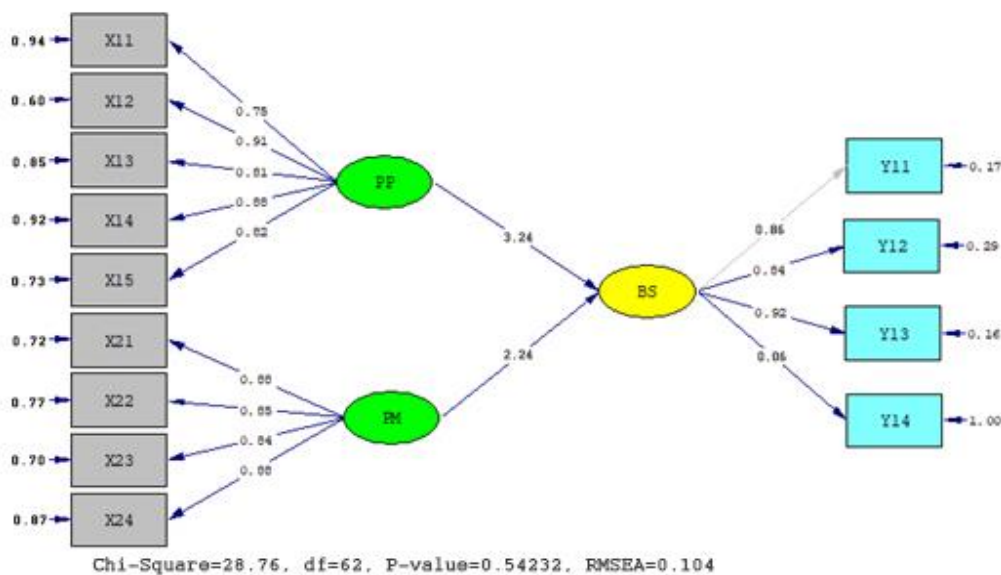 0.94 X11
0.75
0.60 X12
0.91
0.85 X13
0.81
PP
Y11 0.17
0.92 X14
0.88
0.86
3.24
0.82
Y12 0.29
0.84
0.73 X15
BS
0.92
Y13 0.16
0.72 X21
2.24
0.86
0.88
0.77 X22
0.85
PM
Y14 1.00
0.84
0.70 X23
0.88
0.87 X24
Chi-Square=28.76, df=62, P-value=0.54232, RMSEA=0.104